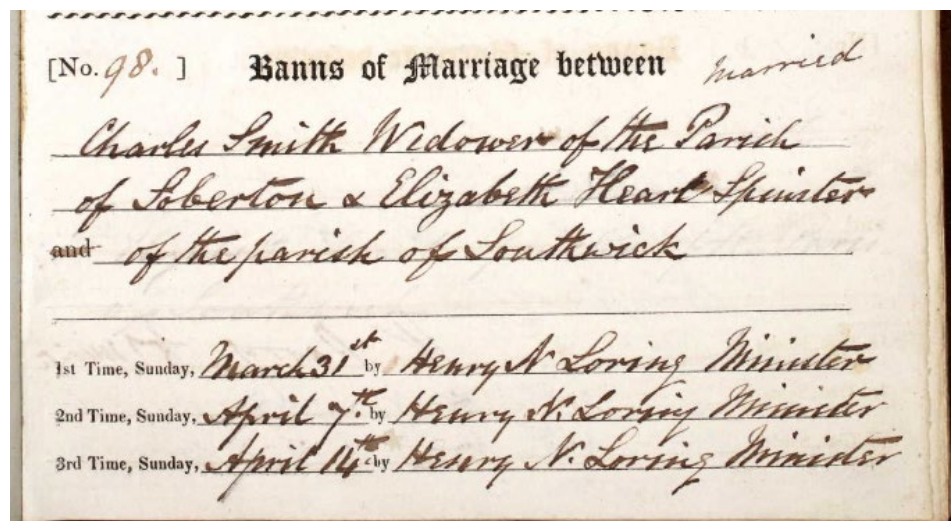 [No. 98. ] Banns of Marriage between married
Charles Smith Widower of the Parish
of Soberton & Elizabeth Heart Spinster
and of the parish of Southwick
1st Time, Sunday, March 31st by Henry N Loring Minister
2nd Time, Sunday, April 7th. by Henry N. Loring Minister
3rd Time, Sunday, April 14th by Henry N. Loring Minister